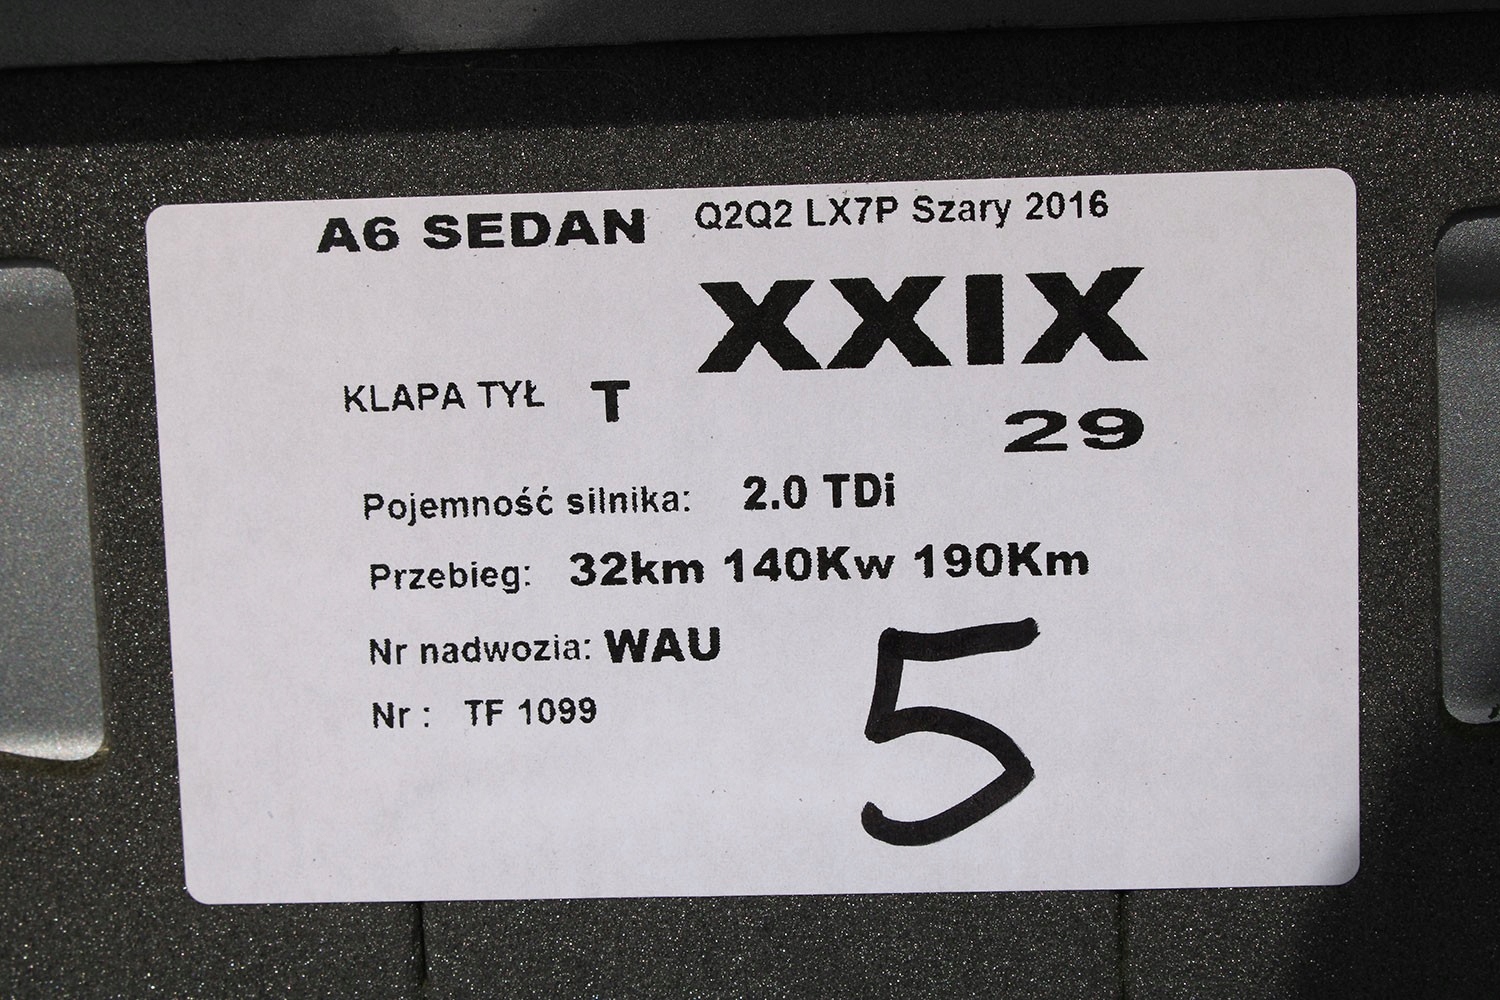 A6 SEDAN Q2Q2 LX7P Szary 2016
XXIX
KLAPA TYŁ T
29
Pojemność silnika: 2.0 TDi
Przebieg: 32km 140Kw 190Km
Nr nadwozia: WAU
Nr : TF 1099
5